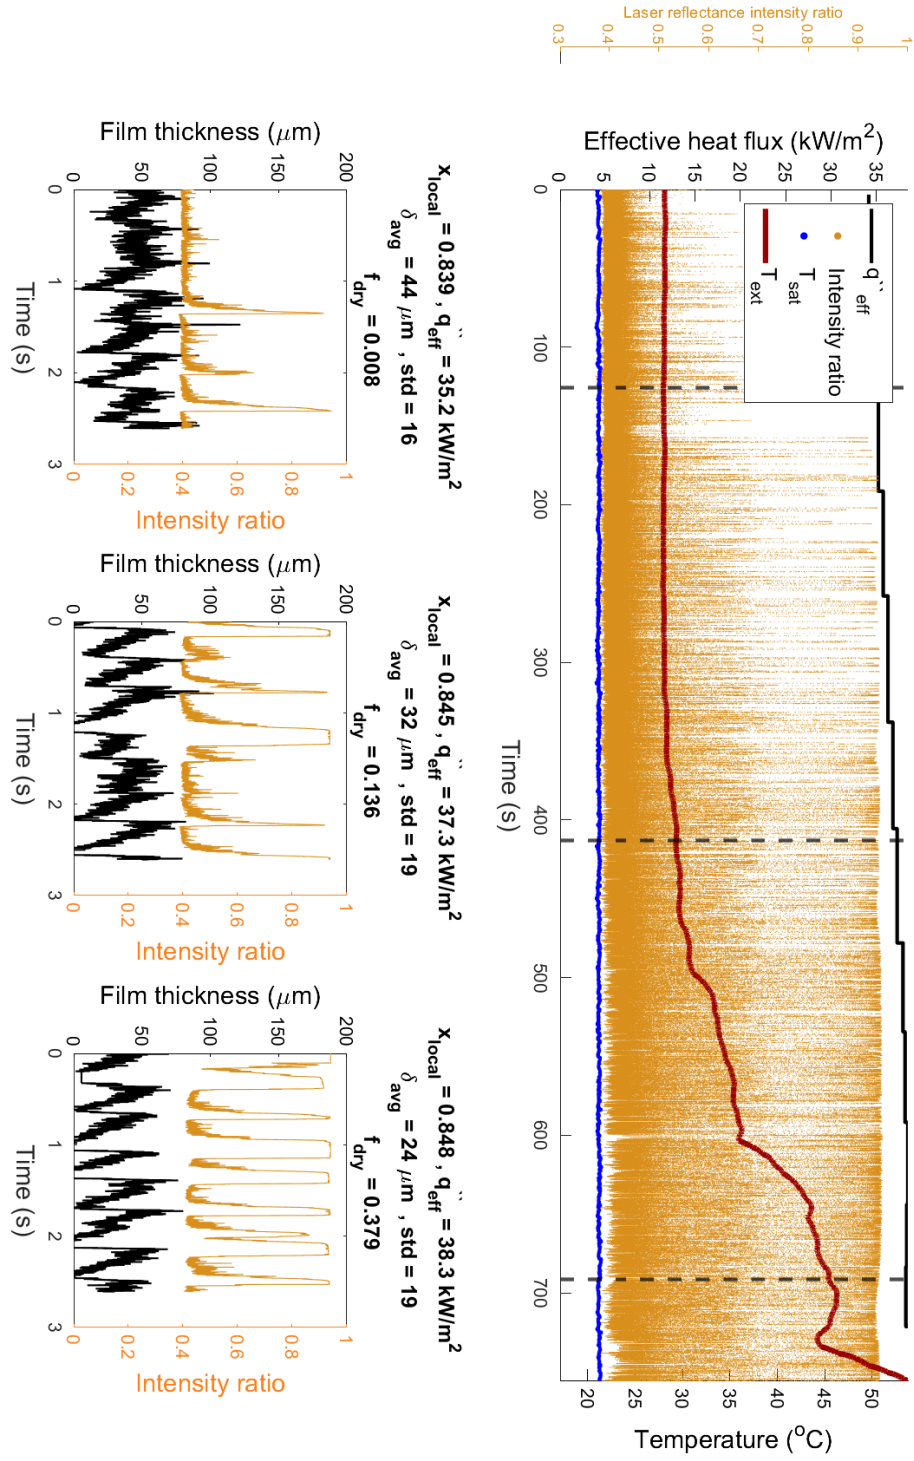 Laser reflectance intensity ratio
0.3 0.4 0.5 0.6 0.7 0.8 0.9 1
Effective heat flux (kW/m2)
0 5 10 15 20 25 30 35
q``eff
Intensity ratio
Tsat
Text
0 100 200 300 400 500 600 700
Time (s)
20 25 30 35 40 45 50
Temperature (oC)
xlocal = 0.839 , q``eff = 35.2 kW/m2
δavg = 44 μm , std = 16
fdry = 0.008
Film thickness (μm)
0 50 100 150 200
0 1 2 3
Time (s)
0 0.2 0.4 0.6 0.8 1
Intensity ratio
xlocal = 0.845 , q``eff = 37.3 kW/m2
δavg = 32 μm , std = 19
fdry = 0.136
Film thickness (μm)
0 50 100 150 200
0 1 2 3
Time (s)
0 0.2 0.4 0.6 0.8 1
Intensity ratio
xlocal = 0.848 , q``eff = 38.3 kW/m2
δavg = 24 μm , std = 19
fdry = 0.379
Film thickness (μm)
0 50 100 150 200
0 1 2 3
Time (s)
0 0.2 0.4 0.6 0.8 1
Intensity ratio